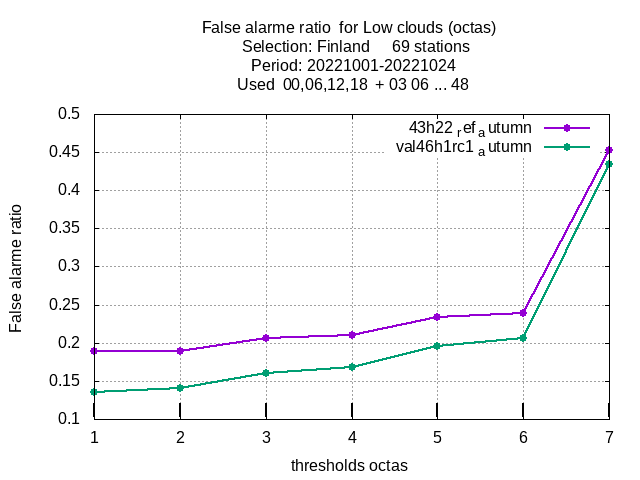 False alarme ratio  for Low clouds (octas)
Selection: Finland     69 stations
Period: 20221001-20221024
Used  00,06,12,18  + 03 06 ... 48
43h22 ref autumn
val46h1rc1 autumn
0.5
0.45
0.4
0.35
0.3
0.25
0.2
0.15
0.1
False alarme ratio
1 2 3 4 5 6 7
thresholds octas